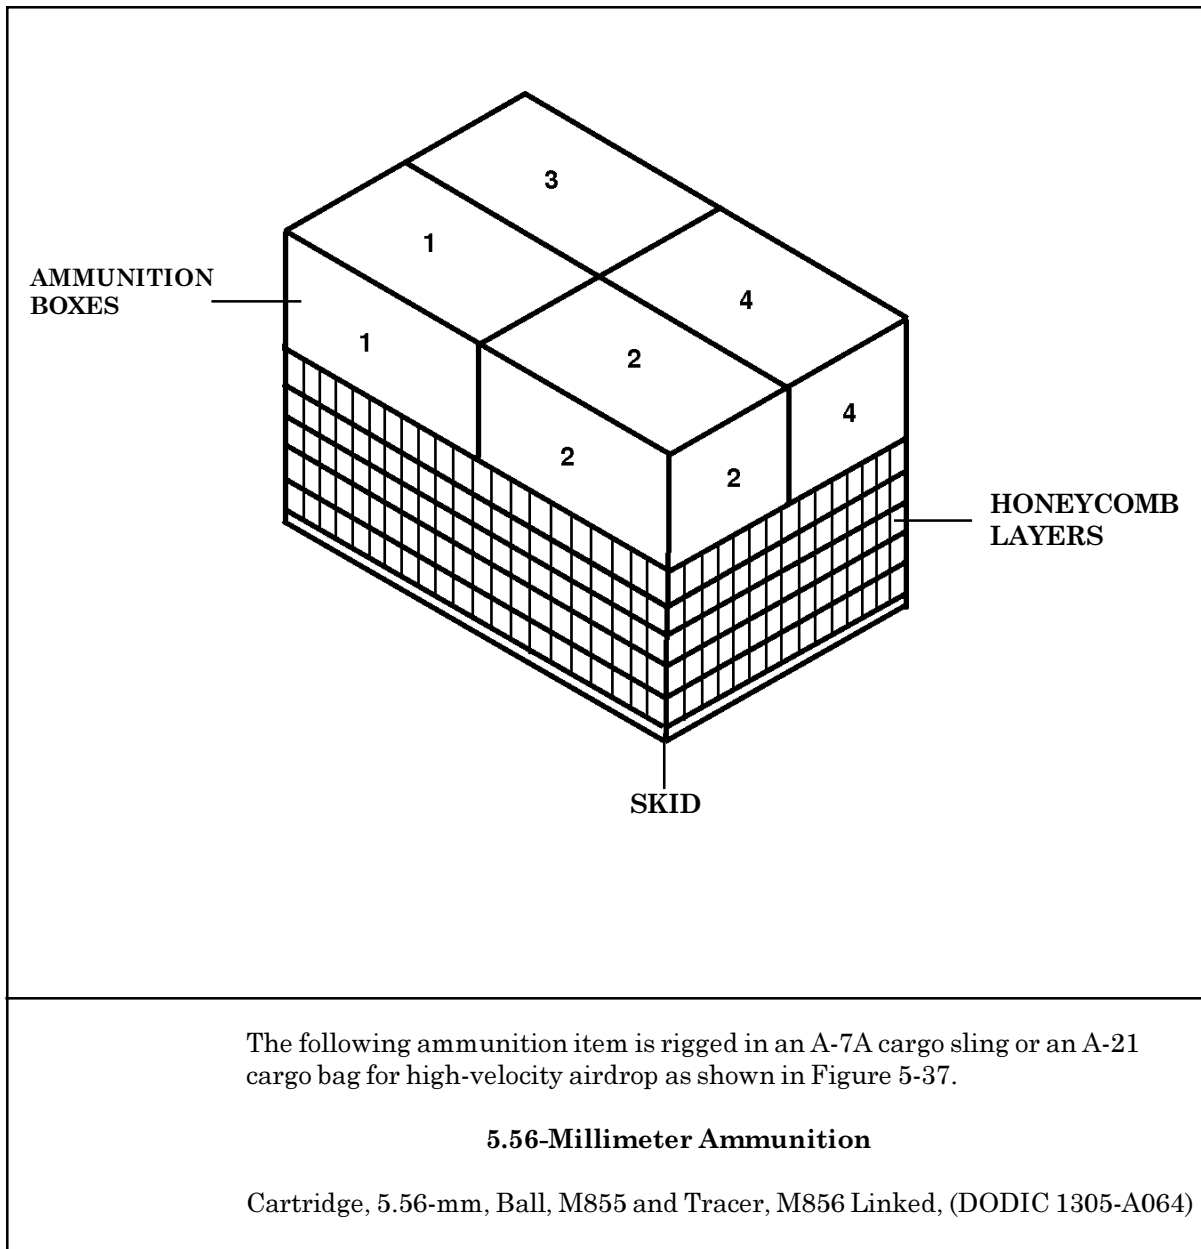 3
1
AMMUNITION
BOXES
4
1
2
4
2
2
HONEYCOMB
LAYERS
SKID
The following ammunition item is rigged in an A-7A cargo sling or an A-21
cargo bag for high-velocity airdrop as shown in Figure 5-37.
5.56-Millimeter Ammunition
Cartridge, 5.56-mm, Ball, M855 and Tracer, M856 Linked, (DODIC 1305-A064)